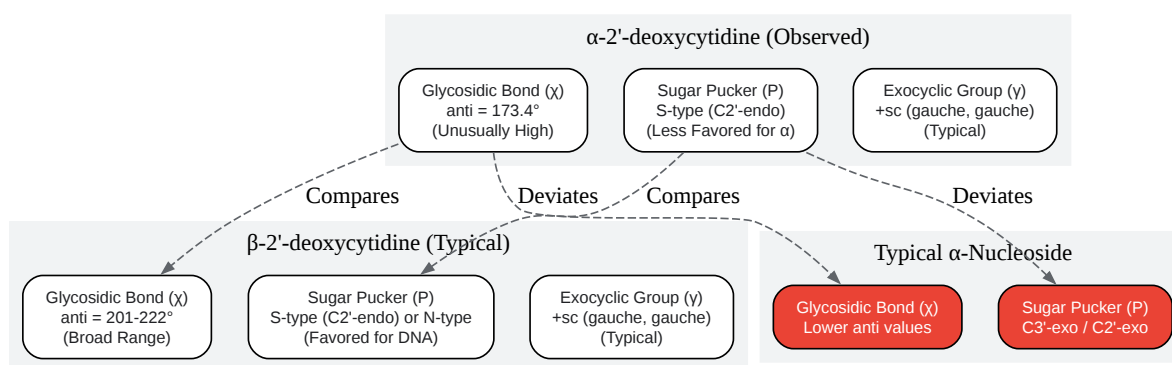 α-2'-deoxycytidine (Observed)
Glycosidic Bond (χ)
anti = 173.4°
(Unusually High)
Sugar Pucker (P)
S-type (C2'-endo)
(Less Favored for α)
Exocyclic Group (γ)
+sc (gauche, gauche)
(Typical)
Compares
Deviates
Compares
Deviates
β-2'-deoxycytidine (Typical)
Glycosidic Bond (χ)
anti = 201-222°
(Broad Range)
Sugar Pucker (P)
S-type (C2'-endo) or N-type
(Favored for DNA)
Exocyclic Group (γ)
+sc (gauche, gauche)
(Typical)
Typical α-Nucleoside
Glycosidic Bond (χ)
Lower anti values
Sugar Pucker (P)
C3'-exo / C2'-exo